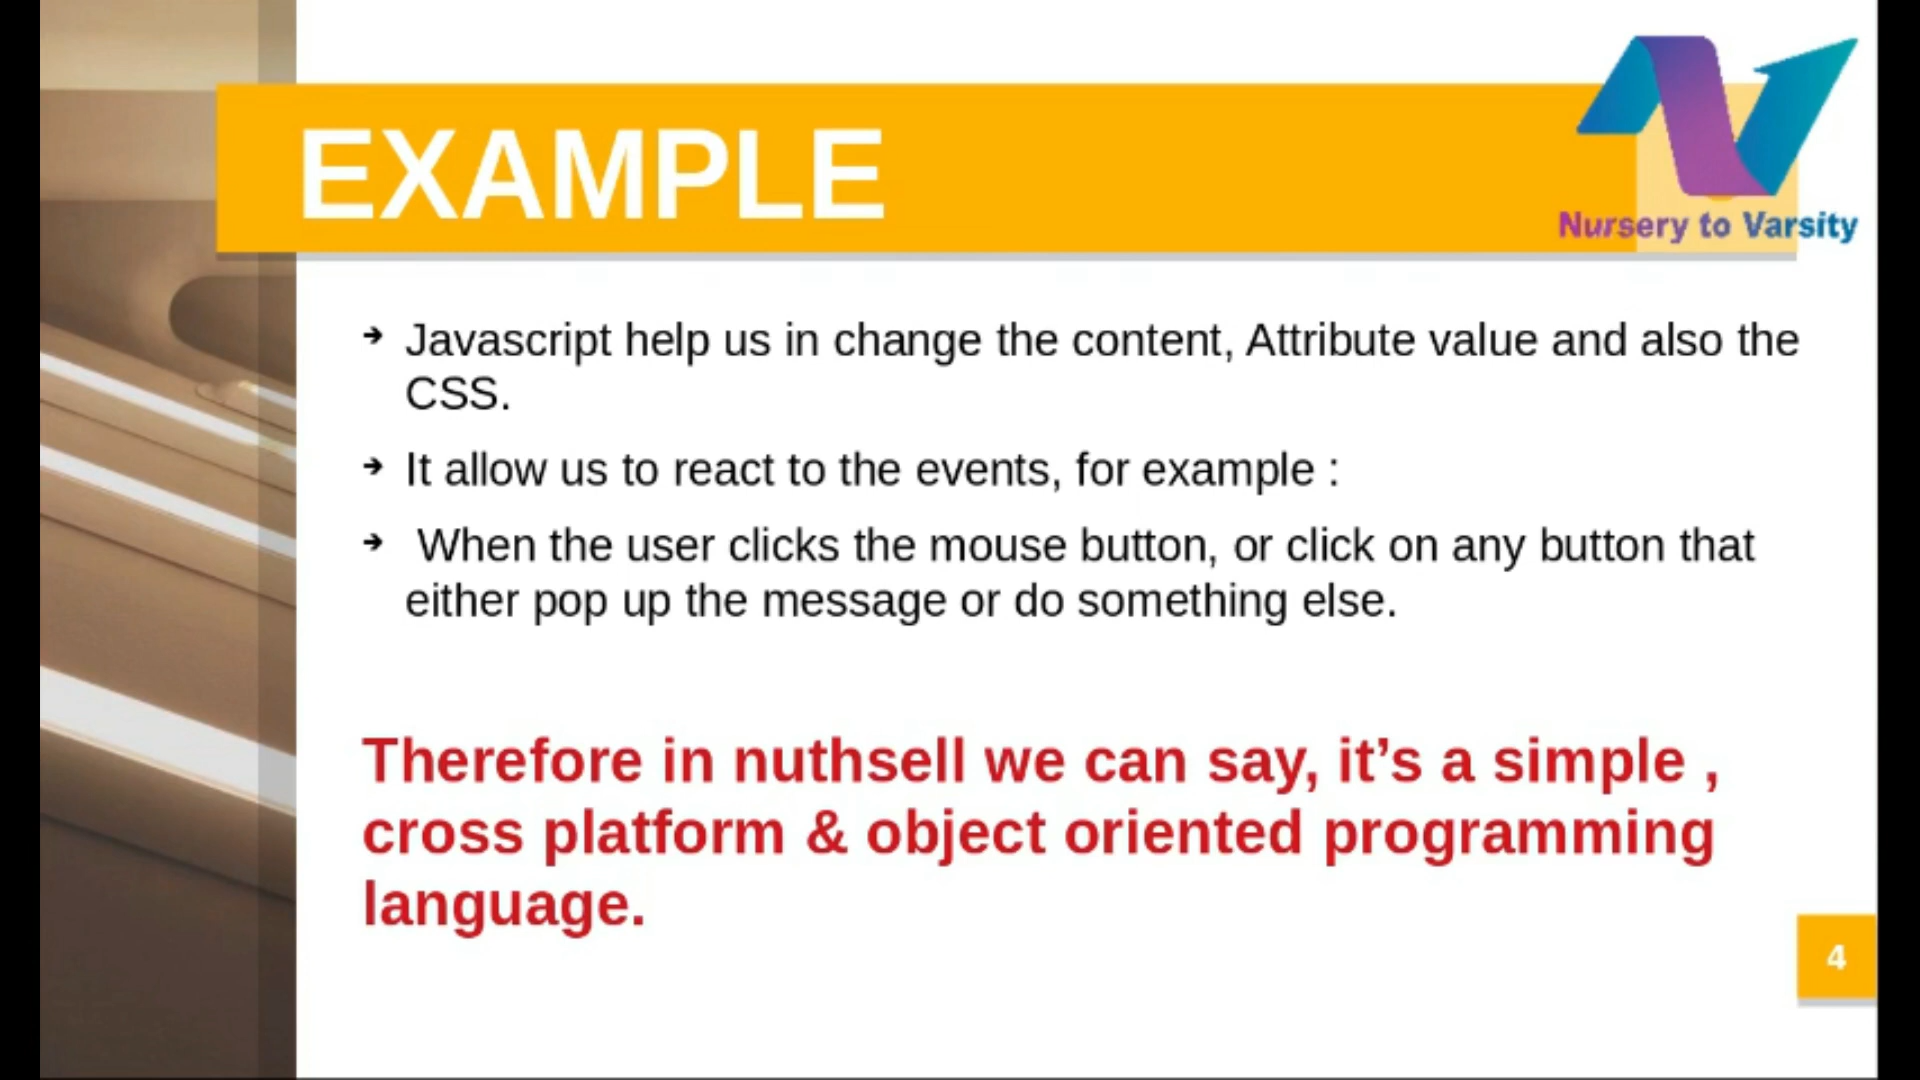 EXAMPLE
Nursery to Varsity
➔ Javascript help us in change the content, Attribute value and also the
CSS.
➔ It allow us to react to the events, for example :
➔ When the user clicks the mouse button, or click on any button that
either pop up the message or do something else.
Therefore in nuthsell we can say, it’s a simple ,
cross platform & object oriented programming
language.
4